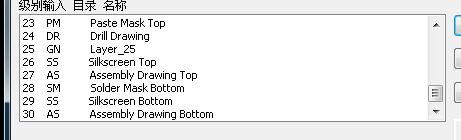 级别输入 目录 名称
23 PM Paste Mask Top
24 DR Drill Drawing
25 GN Layer_25
26 SS Silkscreen Top
27 AS Assembly Drawing Top
28 SM Solder Mask Bottom
29 SS Silkscreen Bottom
30 AS Assembly Drawing Bottom